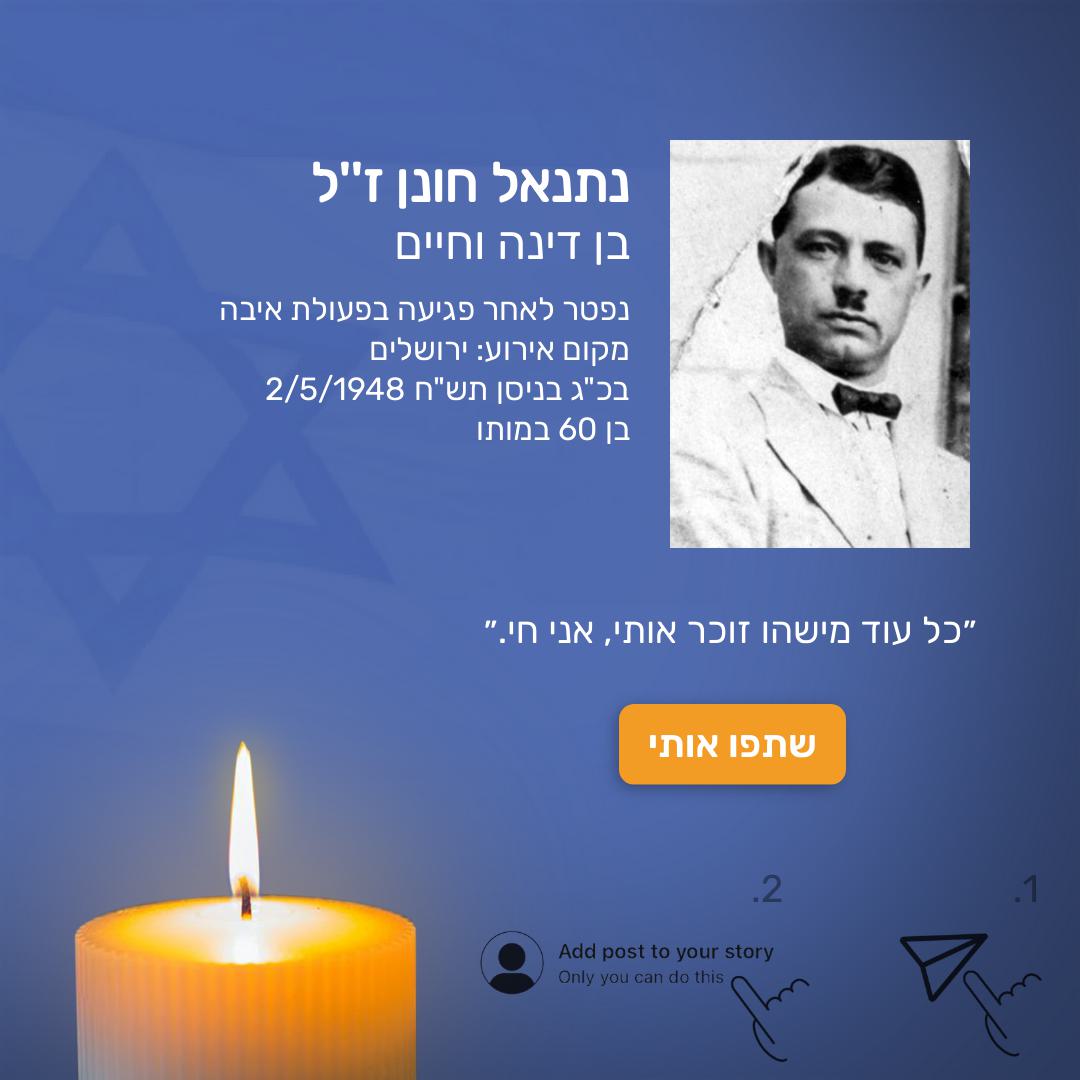 נתנאל חונן ז"ל
בן דינה וחיים
נפטר לאחר פגיעה בפעולת איבה
מקום אירוע: ירושלים
בכ"ג בניסן תש"ח 2/5/1948
בן 60 במותו
״כל עוד מישהו זוכר אותי, אני חי.״
שתפו אותי
1.
2.
Add post to your story
Only you can do this